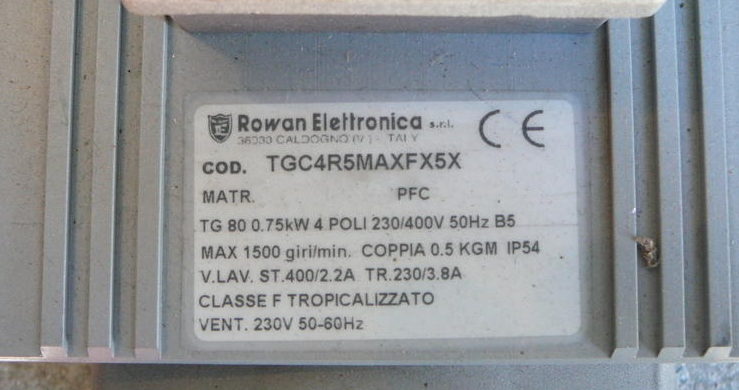 Rowan Elettronica s.r.l. CE
36030 CALDOGNO (VI) - ITALY
COD. TGC4R5MAXFX5X
MATR. PFC
TG 80 0.75kW 4 POLI 230/400V 50Hz B5
MAX 1500 giri/min. COPPIA 0.5 KGM IP54
V.LAV. ST.400/2.2A TR.230/3.8A
CLASSE F TROPICALIZZATO
VENT. 230V 50-60Hz